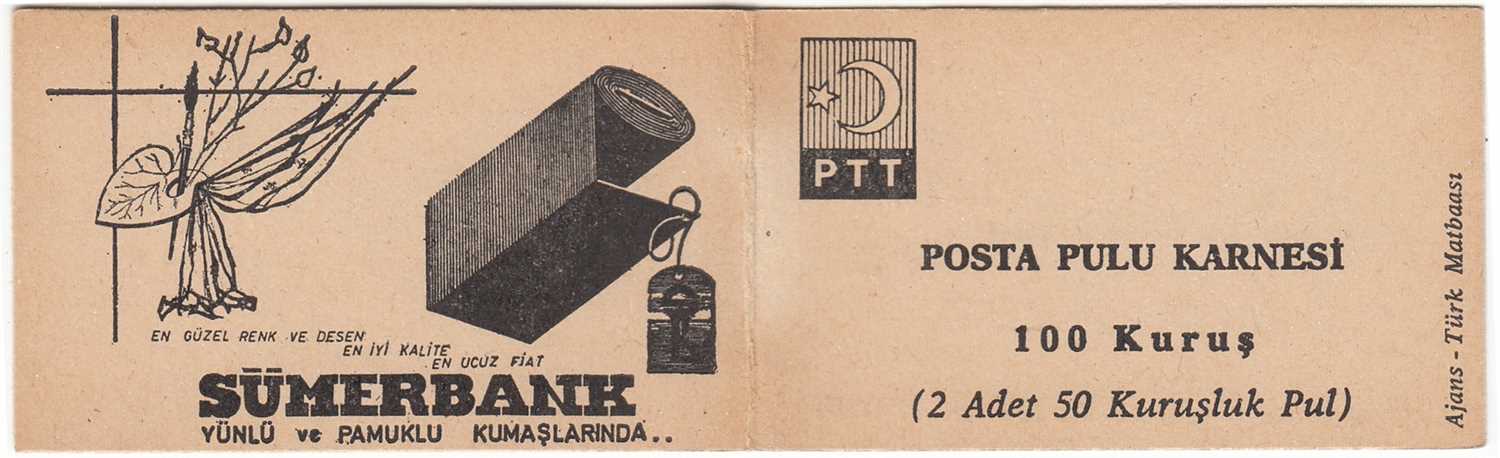 EN GÜZEL RENK VE DESEN
EN İYİ KALİTE
EN UCUZ FİAT
SÜMERBANK
YÜNLÜ ve PAMUKLU KUMAŞLARINDA..
PTT
POSTA PULU KARNESİ
100 Kuruş
(2 Adet 50 Kuruşluk Pul)
Ajans - Türk Matbaası